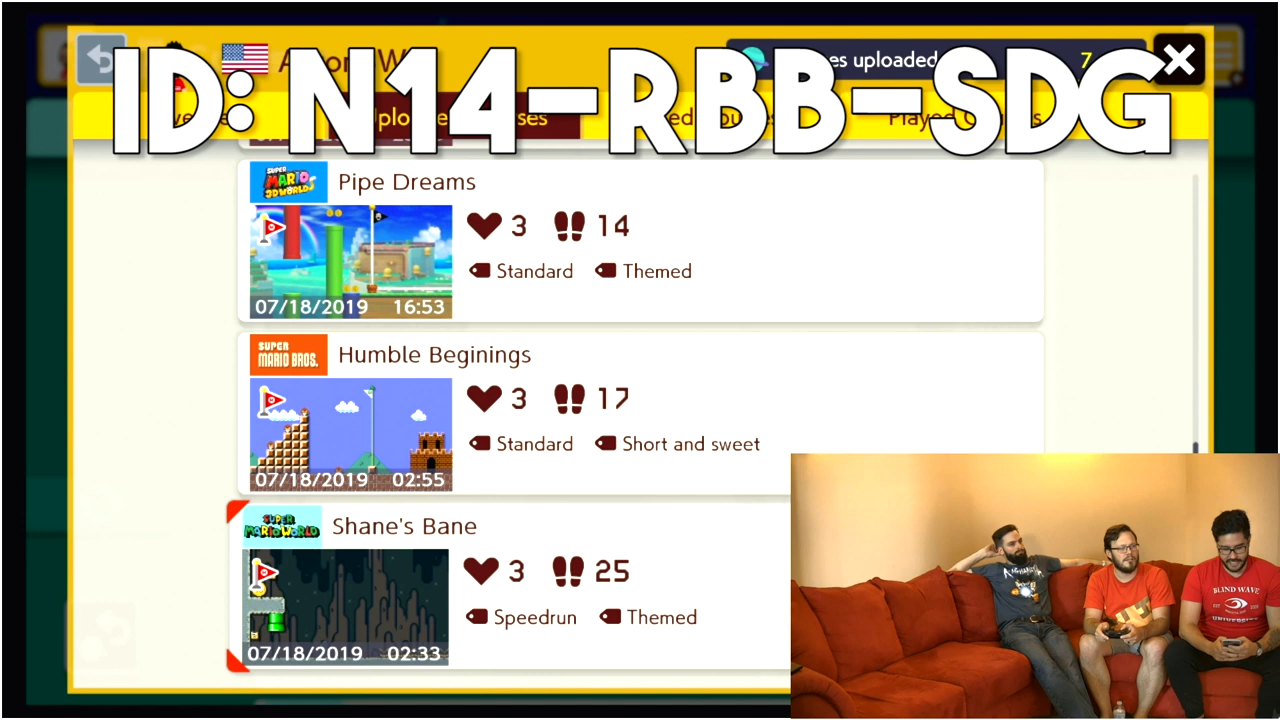 ID: N14-RBB-SDG
es uploaded
7
SUPER
MARIO
3D WORLD
Pipe Dreams
3
14
Standard
Themed
07/18/2019 16:53
SUPER
MARIO BROS.
Humble Beginings
3
17
Standard
Short and sweet
07/18/2019 02:55
SUPER
MARIO WORLD
Shane's Bane
3
25
Speedrun
Themed
07/18/2019 02:33
BLIND WAVE
UNIVERSITY